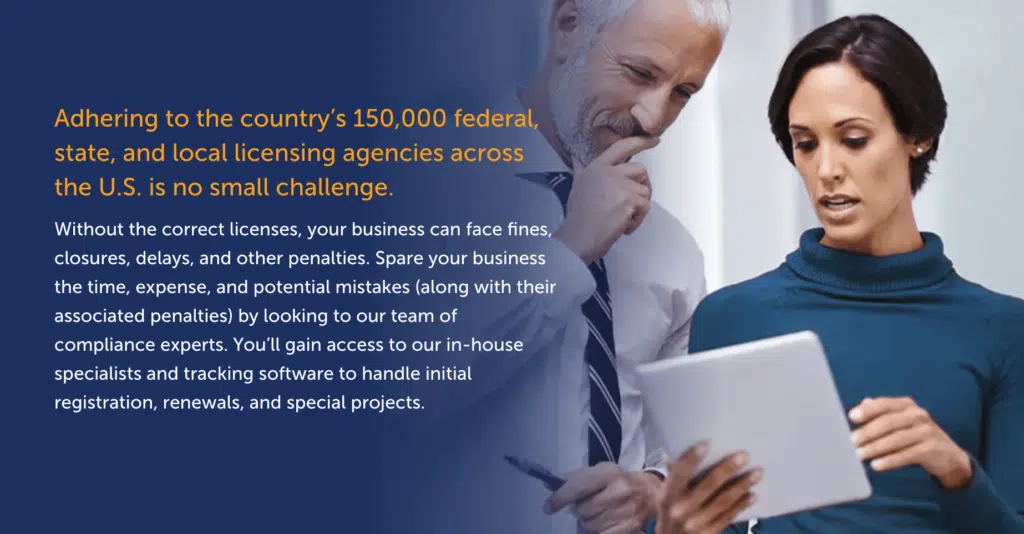 Adhering to the country’s 150,000 federal,
state, and local licensing agencies across
the U.S. is no small challenge.
Without the correct licenses, your business can face fines,
closures, delays, and other penalties. Spare your business
the time, expense, and potential mistakes (along with their
associated penalties) by looking to our team of
compliance experts. You’ll gain access to our in-house
specialists and tracking software to handle initial
registration, renewals, and special projects.